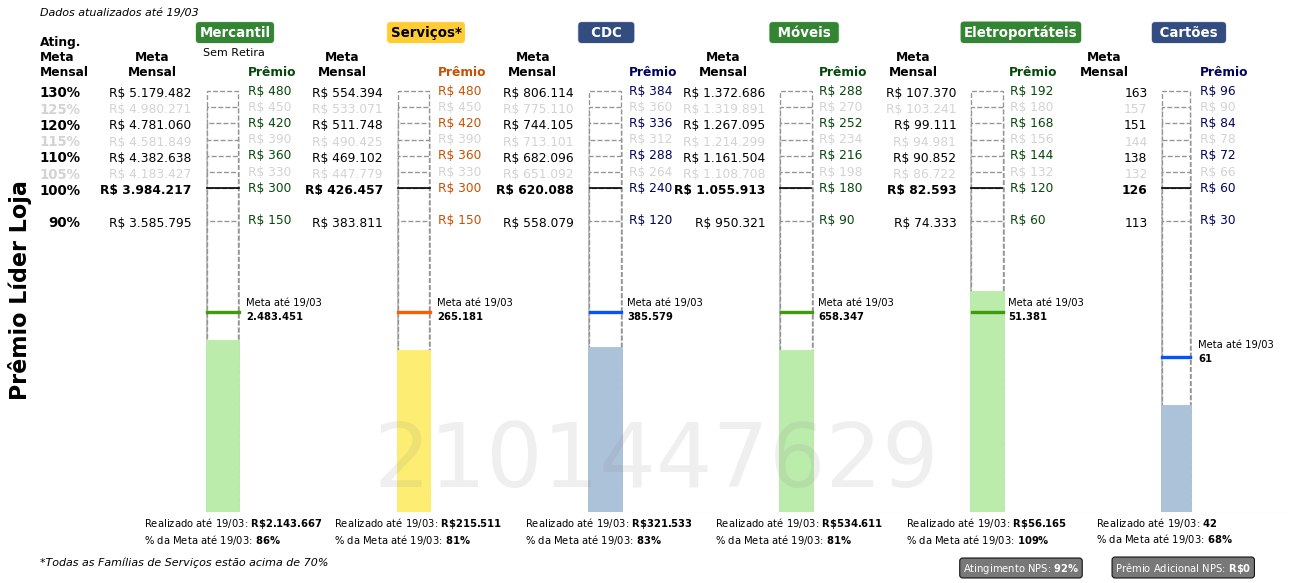 Dados atualizados até 19/03
Mercantil Serviços* CDC Móveis Eletroportáteis Cartões
Sem Retira
Ating. Meta Mensal Meta Mensal Prêmio Meta Mensal Prêmio Meta Mensal Prêmio Meta Mensal Prêmio Meta Mensal Prêmio Meta Mensal Prêmio
130% R$ 5.179.482 R$ 480 R$ 554.394 R$ 480 R$ 806.114 R$ 384 R$ 1.372.686 R$ 288 R$ 107.370 R$ 192 163 R$ 96
125% R$ 4.980.271 R$ 450 R$ 533.071 R$ 450 R$ 775.110 R$ 360 R$ 1.319.891 R$ 270 R$ 103.241 R$ 180 157 R$ 90
120% R$ 4.781.060 R$ 420 R$ 511.748 R$ 420 R$ 744.105 R$ 336 R$ 1.267.095 R$ 252 R$ 99.111 R$ 168 151 R$ 84
115% R$ 4.581.849 R$ 390 R$ 490.425 R$ 390 R$ 713.101 R$ 312 R$ 1.214.299 R$ 234 R$ 94.981 R$ 156 144 R$ 78
110% R$ 4.382.638 R$ 360 R$ 469.102 R$ 360 R$ 682.096 R$ 288 R$ 1.161.504 R$ 216 R$ 90.852 R$ 144 138 R$ 72
105% R$ 4.183.427 R$ 330 R$ 447.779 R$ 330 R$ 651.092 R$ 264 R$ 1.108.708 R$ 198 R$ 86.722 R$ 132 132 R$ 66
100% R$ 3.984.217 R$ 300 R$ 426.457 R$ 300 R$ 620.088 R$ 240 R$ 1.055.913 R$ 180 R$ 82.593 R$ 120 126 R$ 60
90% R$ 3.585.795 R$ 150 R$ 383.811 R$ 150 R$ 558.079 R$ 120 R$ 950.321 R$ 90 R$ 74.333 R$ 60 113 R$ 30
Prêmio Líder Loja
Meta até 19/03 Meta até 19/03 Meta até 19/03 Meta até 19/03 Meta até 19/03
2.483.451 265.181 385.579 658.347 51.381
Meta até 19/03
61
2101447629
Realizado até 19/03: R$2.143.667 Realizado até 19/03: R$215.511 Realizado até 19/03: R$321.533 Realizado até 19/03: R$534.611 Realizado até 19/03: R$56.165 Realizado até 19/03: 42
% da Meta até 19/03: 86% % da Meta até 19/03: 81% % da Meta até 19/03: 83% % da Meta até 19/03: 81% % da Meta até 19/03: 109% % da Meta até 19/03: 68%
*Todas as Famílias de Serviços estão acima de 70%
Atingimento NPS: 92% Prêmio Adicional NPS: R$0